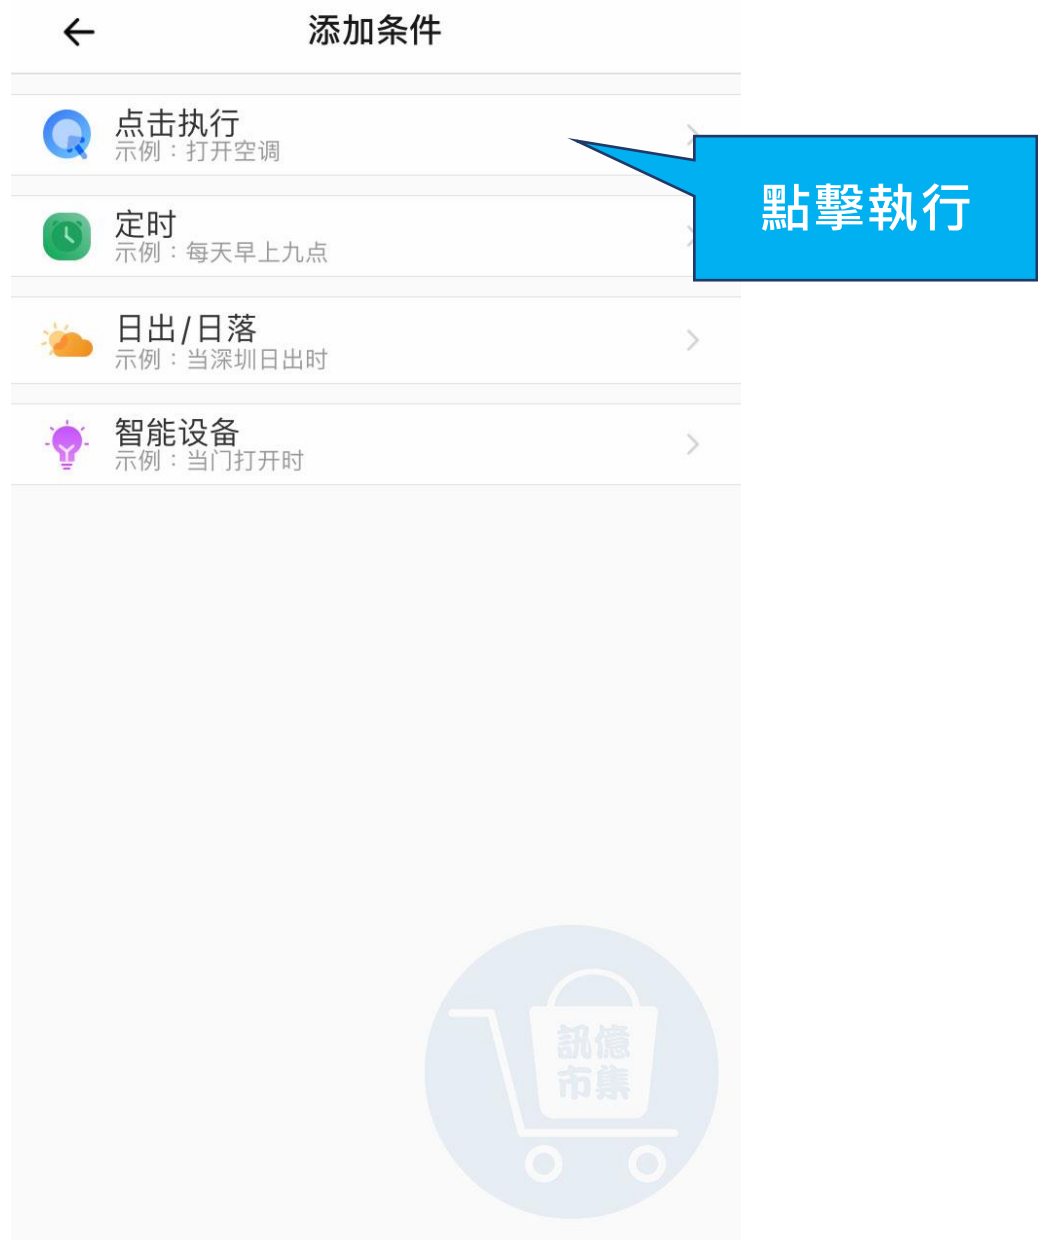 添加条件
点击执行
示例：打开空调
點擊執行
定时
示例：每天早上九点
日出/日落
示例：当深圳日出时
智能设备
示例：当门打开时
訊億
市集